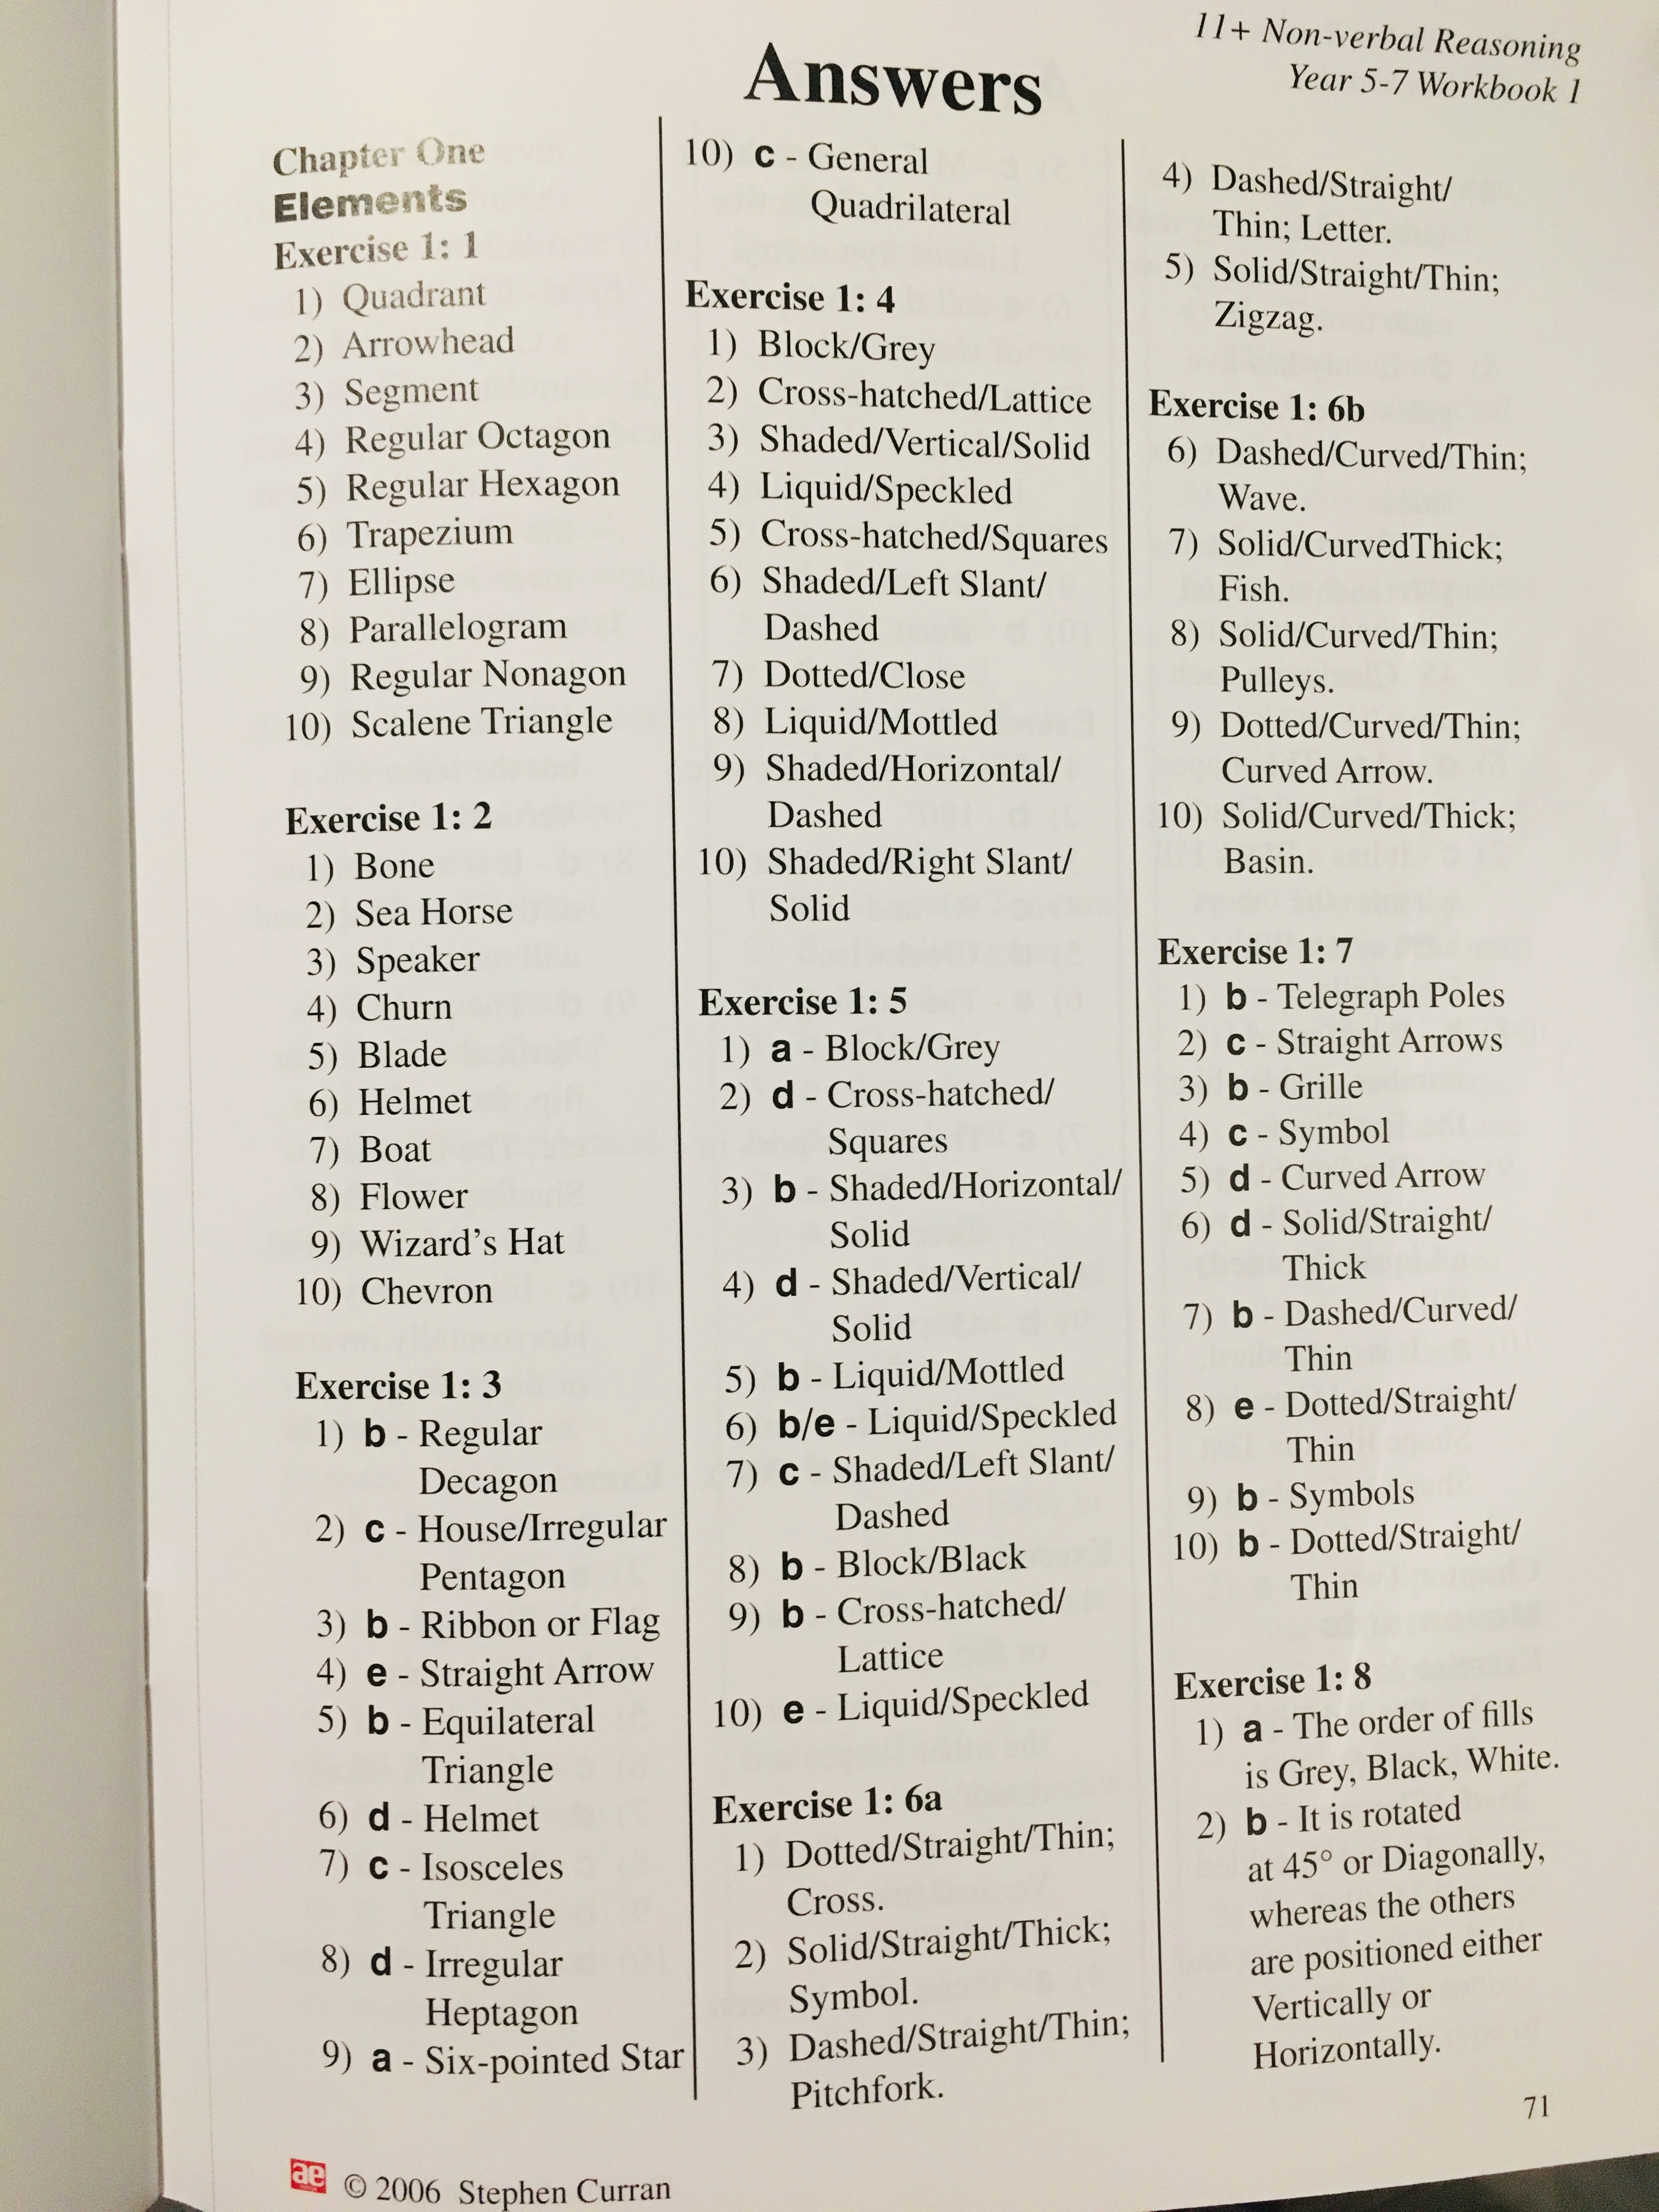 11+ Non-verbal Reasoning
Year 5-7 Workbook 1
Answers
Chapter One
Elements
Exercise 1: 1
1) Quadrant
2) Arrowhead
3) Segment
4) Regular Octagon
5) Regular Hexagon
6) Trapezium
7) Ellipse
8) Parallelogram
9) Regular Nonagon
10) Scalene Triangle
Exercise 1: 2
1) Bone
2) Sea Horse
3) Speaker
4) Churn
5) Blade
6) Helmet
7) Boat
8) Flower
9) Wizard's Hat
10) Chevron
Exercise 1: 3
1) b - Regular
Decagon
2) c - House/Irregular
Pentagon
3) b - Ribbon or Flag
4) e - Straight Arrow
5) b - Equilateral
Triangle
6) d - Helmet
7) c - Isosceles
Triangle
8) d - Irregular
Heptagon
9) a - Six-pointed Star
10) c - General
Quadrilateral
Exercise 1: 4
1) Block/Grey
2) Cross-hatched/Lattice
3) Shaded/Vertical/Solid
4) Liquid/Speckled
5) Cross-hatched/Squares
6) Shaded/Left Slant/
Dashed
7) Dotted/Close
8) Liquid/Mottled
9) Shaded/Horizontal/
Dashed
10) Shaded/Right Slant/
Solid
Exercise 1: 5
1) a - Block/Grey
2) d - Cross-hatched/
Squares
3) b - Shaded/Horizontal/
Solid
4) d - Shaded/Vertical/
Solid
5) b - Liquid/Mottled
6) b/e - Liquid/Speckled
7) c - Shaded/Left Slant/
Dashed
8) b - Block/Black
9) b - Cross-hatched/
Lattice
10) e - Liquid/Speckled
Exercise 1: 6a
1) Dotted/Straight/Thin;
Cross.
2) Solid/Straight/Thick;
Symbol.
3) Dashed/Straight/Thin;
Pitchfork.
4) Dashed/Straight/
Thin; Letter.
5) Solid/Straight/Thin;
Zigzag.
Exercise 1: 6b
6) Dashed/Curved/Thin;
Wave.
7) Solid/CurvedThick;
Fish.
8) Solid/Curved/Thin;
Pulleys.
9) Dotted/Curved/Thin;
Curved Arrow.
10) Solid/Curved/Thick;
Basin.
Exercise 1: 7
1) b - Telegraph Poles
2) c - Straight Arrows
3) b - Grille
4) c - Symbol
5) d - Curved Arrow
6) d - Solid/Straight/
Thick
7) b - Dashed/Curved/
Thin
8) e - Dotted/Straight/
Thin
9) b - Symbols
10) b - Dotted/Straight/
Thin
Exercise 1: 8
1) a - The order of fills
is Grey, Black, White.
2) b - It is rotated
at 45° or Diagonally,
whereas the others
are positioned either
Vertically or
Horizontally.
71
ae © 2006 Stephen Curran